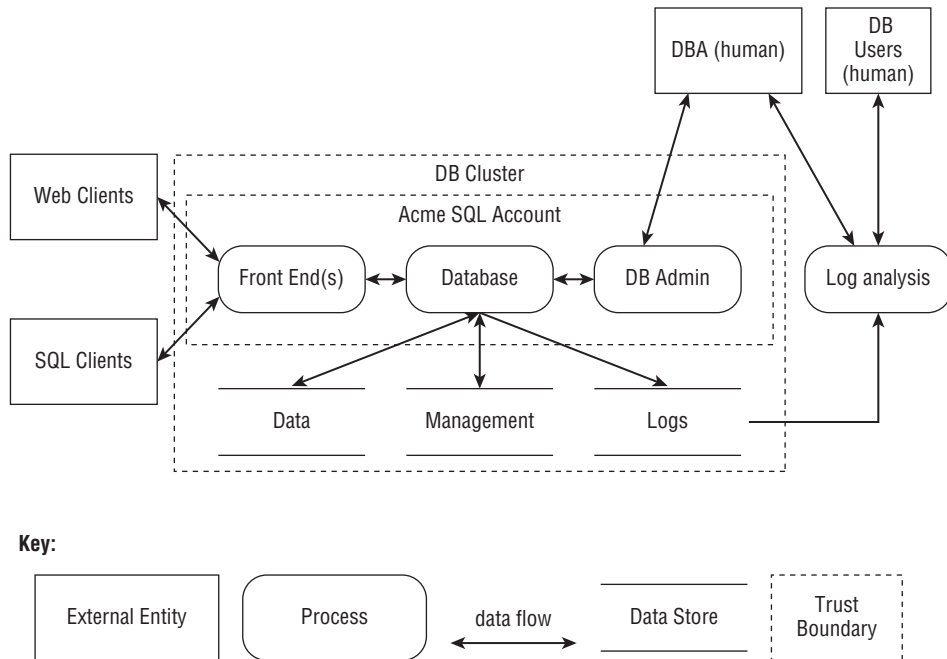 DBA (human)
DB
Users
(human)
DB Cluster
Web Clients
Acme SQL Account
Front End(s)
Database
DB Admin
Log analysis
SQL Clients
Data
Management
Logs
Key:
External Entity
Process
data flow
Data Store
Trust
Boundary